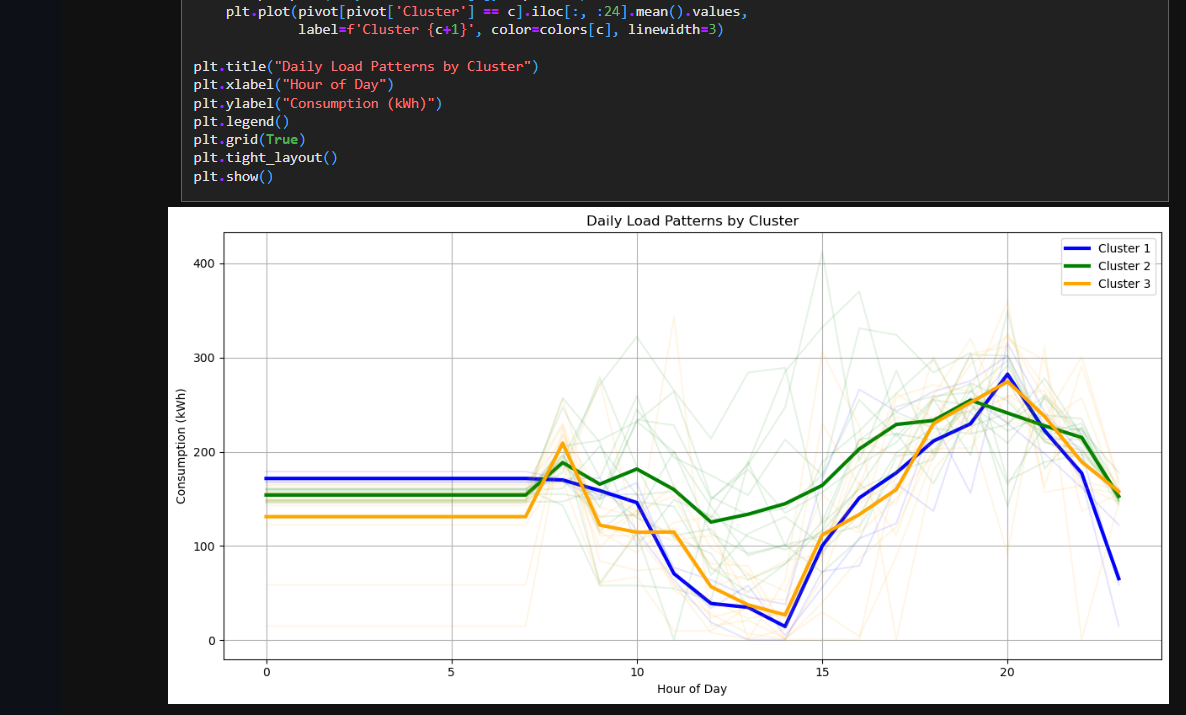 plt.plot(pivot[pivot['Cluster'] == c].iloc[:, :24].mean().values,
label=f'Cluster {c+1}', color=colors[c], linewidth=3)
plt.title("Daily Load Patterns by Cluster")
plt.xlabel("Hour of Day")
plt.ylabel("Consumption (kWh)")
plt.legend()
plt.grid(True)
plt.tight_layout()
plt.show()
Daily Load Patterns by Cluster
Cluster 1
Cluster 2
Cluster 3
400
300
200
100
0
Consumption (kWh)
0 5 10 15 20
Hour of Day